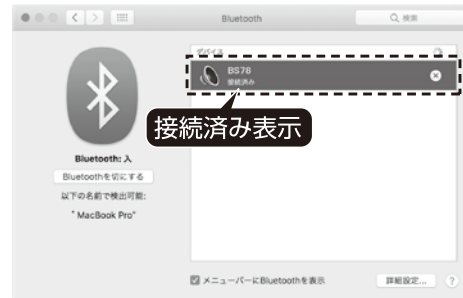 Bluetooth
検索
デバイス
BS78
接続済み
接続済み表示
Bluetooth: 入
Bluetoothを切にする
以下の名前で検出可能:
“ MacBook Pro”
メニューバーにBluetoothを表示
詳細設定...
?